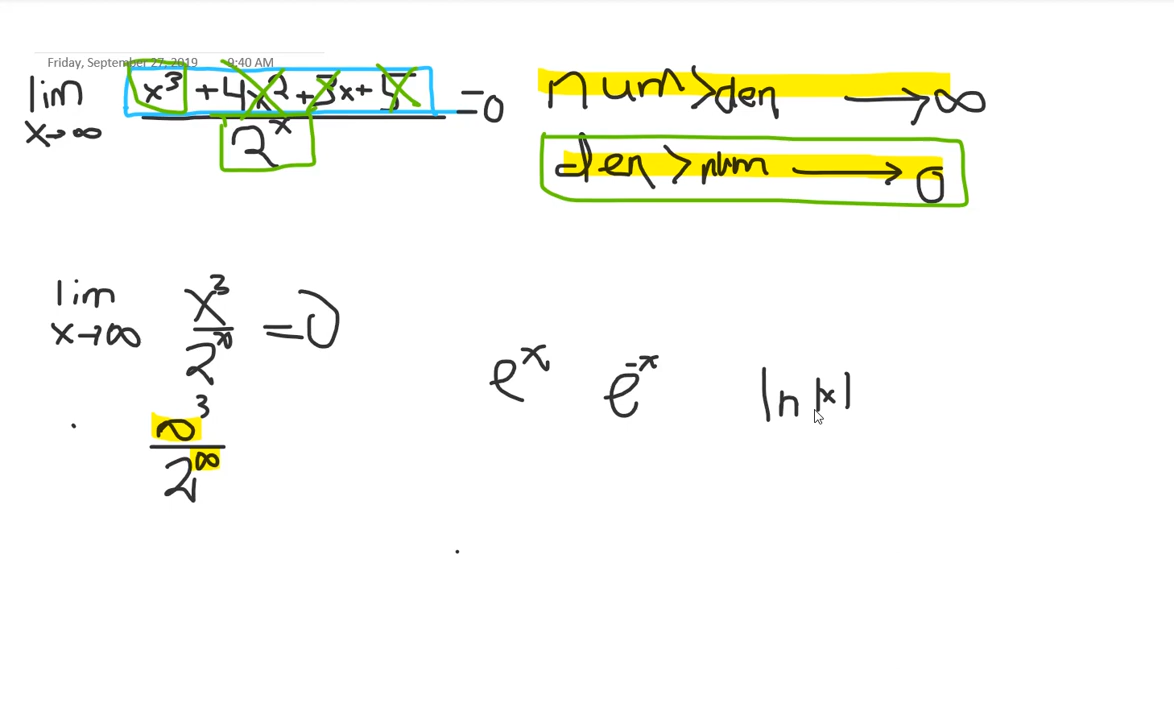 Friday, September 27, 2019 9:40 AM
lim x→∞ (x³ + 4x2 + 3x + 5)/2ˣ = 0
num > den → ∞
den > num → 0
lim x→∞ x³/2ˣ = 0
eˣ e⁻ˣ ln |x|
∞³/2^∞